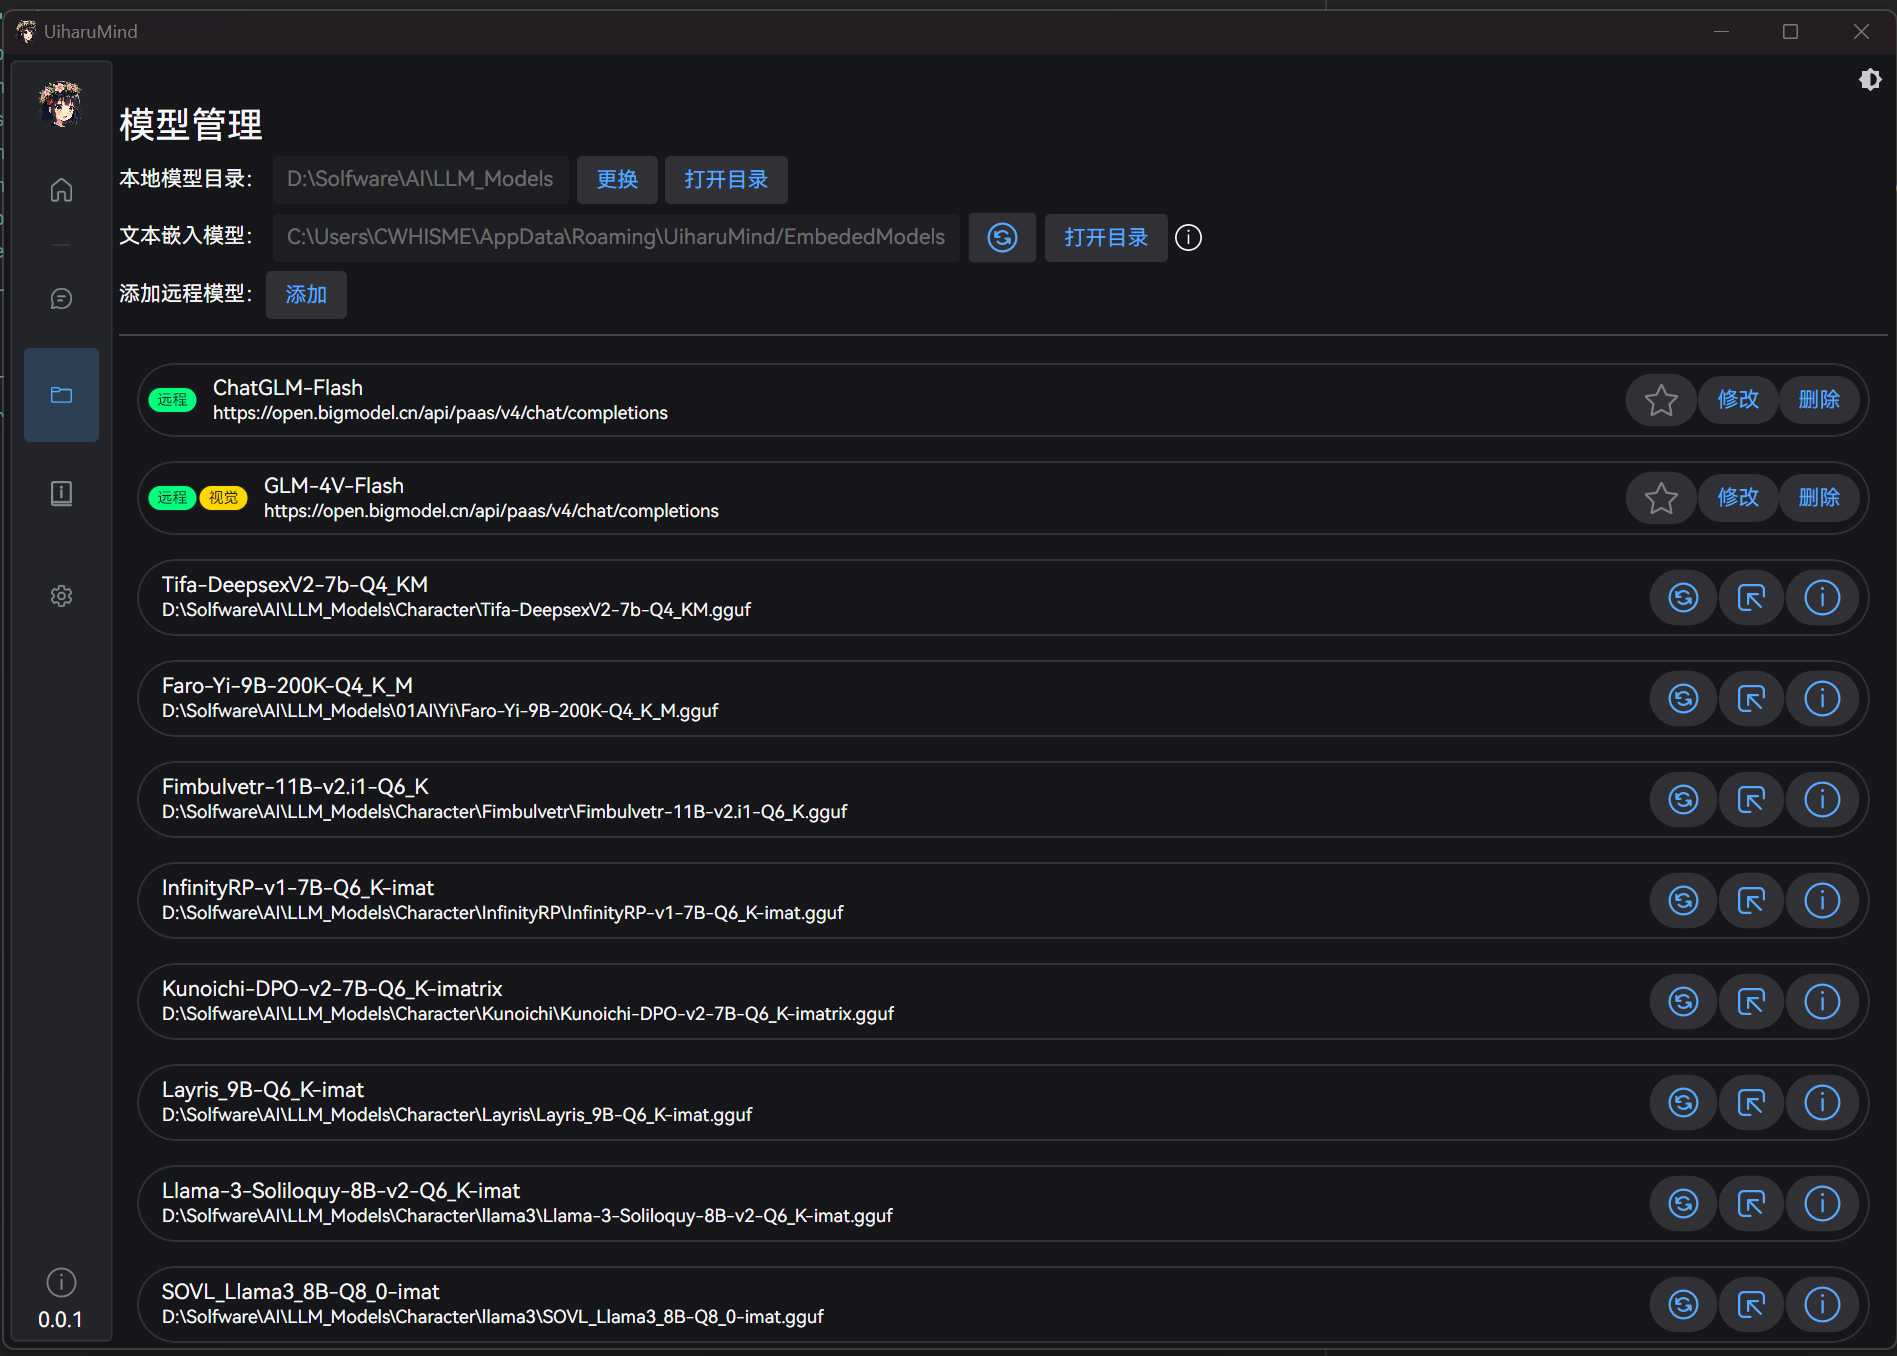 UiharuMind
模型管理
本地模型目录: D:\Solfware\AI\LLM_Models 更换 打开目录
文本嵌入模型: C:\Users\CWHISME\AppData\Roaming\UiharuMind/EmbededModels 打开目录
添加远程模型: 添加
远程 ChatGLM-Flash
https://open.bigmodel.cn/api/paas/v4/chat/completions
修改 删除
远程 视觉 GLM-4V-Flash
https://open.bigmodel.cn/api/paas/v4/chat/completions
修改 删除
Tifa-DeepsexV2-7b-Q4_KM
D:\Solfware\AI\LLM_Models\Character\Tifa-DeepsexV2-7b-Q4_KM.gguf
Faro-Yi-9B-200K-Q4_K_M
D:\Solfware\AI\LLM_Models\01AI\Yi\Faro-Yi-9B-200K-Q4_K_M.gguf
Fimbulvetr-11B-v2.i1-Q6_K
D:\Solfware\AI\LLM_Models\Character\Fimbulvetr\Fimbulvetr-11B-v2.i1-Q6_K.gguf
InfinityRP-v1-7B-Q6_K-imat
D:\Solfware\AI\LLM_Models\Character\InfinityRP\InfinityRP-v1-7B-Q6_K-imat.gguf
Kunoichi-DPO-v2-7B-Q6_K-imatrix
D:\Solfware\AI\LLM_Models\Character\Kunoichi\Kunoichi-DPO-v2-7B-Q6_K-imatrix.gguf
Layris_9B-Q6_K-imat
D:\Solfware\AI\LLM_Models\Character\Layris\Layris_9B-Q6_K-imat.gguf
Llama-3-Soliloquy-8B-v2-Q6_K-imat
D:\Solfware\AI\LLM_Models\Character\llama3\Llama-3-Soliloquy-8B-v2-Q6_K-imat.gguf
SOVL_Llama3_8B-Q8_0-imat
D:\Solfware\AI\LLM_Models\Character\llama3\SOVL_Llama3_8B-Q8_0-imat.gguf
0.0.1